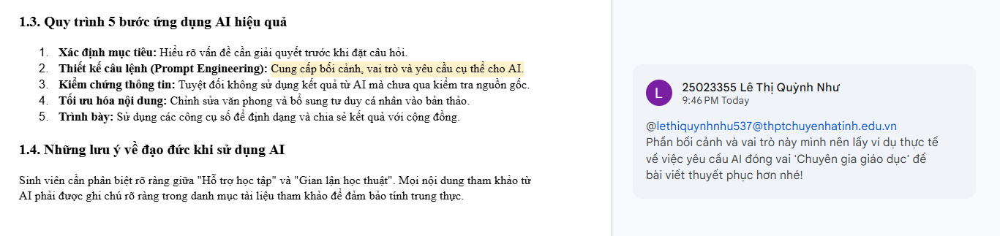 1.3. Quy trình 5 bước ứng dụng AI hiệu quả
1. Xác định mục tiêu: Hiểu rõ vấn đề cần giải quyết trước khi đặt câu hỏi.
2. Thiết kế câu lệnh (Prompt Engineering): Cung cấp bối cảnh, vai trò và yêu cầu cụ thể cho AI.
3. Kiểm chứng thông tin: Tuyệt đối không sử dụng kết quả từ AI mà chưa qua kiểm tra nguồn gốc.
4. Tối ưu hóa nội dung: Chỉnh sửa văn phong và bổ sung tư duy cá nhân vào bản thảo.
5. Trình bày: Sử dụng các công cụ số để định dạng và chia sẻ kết quả với cộng đồng.
1.4. Những lưu ý về đạo đức khi sử dụng AI
Sinh viên cần phân biệt rõ ràng giữa "Hỗ trợ học tập" và "Gian lận học thuật". Mọi nội dung tham khảo từ
AI phải được ghi chú rõ ràng trong danh mục tài liệu tham khảo để đảm bảo tính trung thực.
L
25023355 Lê Thị Quỳnh Như
9:46 PM Today
@lethiquynhnhu537@thptchuyenhatinh.edu.vn
Phần bối cảnh và vai trò này mình nên lấy ví dụ thực tế
về việc yêu cầu AI đóng vai 'Chuyên gia giáo dục' để
bài viết thuyết phục hơn nhé!